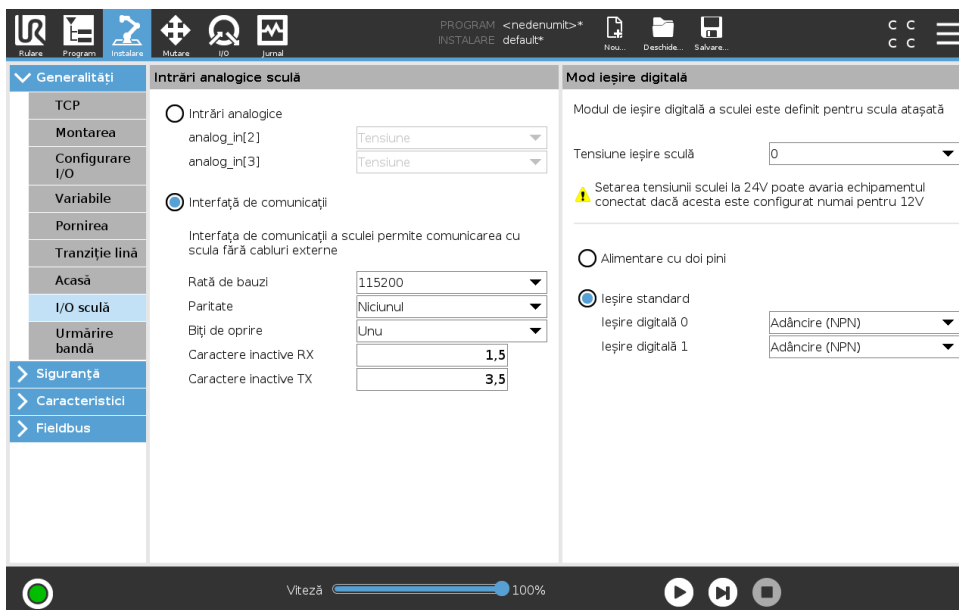 UR
Rulare
Program
Instalare
Mutare
I/O
Jurnal
PROGRAM <nedenumit>*
INSTALARE default*
Nou...
Deschide...
Salvare...
C C
C C
Generalități
TCP
Montarea
Configurare
I/O
Variabile
Pornirea
Tranziție lină
Acasă
I/O sculă
Urmărire
bandă
Siguranță
Caracteristici
Fieldbus
Intrări analogice sculă
Intrări analogice
analog_in[2] Tensiune
analog_in[3] Tensiune
Interfață de comunicații
Interfața de comunicații a sculei permite comunicarea cu
scula fără cabluri externe
Rată de bauzi 115200
Paritate Niciunul
Biți de oprire Unu
Caractere inactive RX 1,5
Caractere inactive TX 3,5
Mod ieșire digitală
Modul de ieșire digitală a sculei este definit pentru scula atașată
Tensiune ieșire sculă 0
Setarea tensiunii sculei la 24V poate avaria echipamentul
conectat dacă acesta este configurat numai pentru 12V
Alimentare cu doi pini
Ieșire standard
Ieșire digitală 0 Adâncire (NPN)
Ieșire digitală 1 Adâncire (NPN)
Viteză 100%